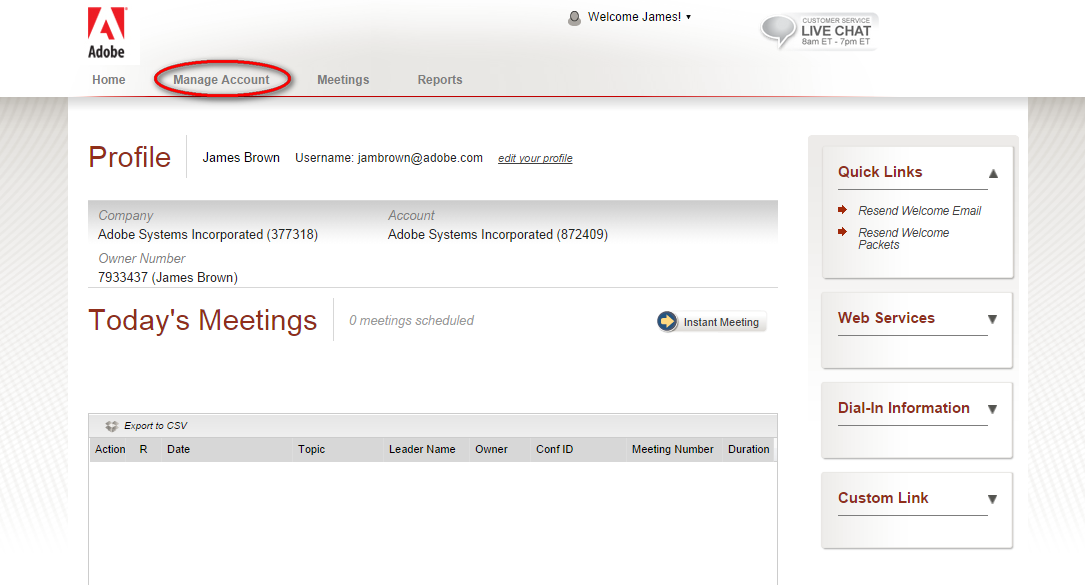 Adobe
Welcome James!
CUSTOMER SERVICE
LIVE CHAT
8am ET - 7pm ET
Home Manage Account Meetings Reports
Profile James Brown Username: jambrown@adobe.com edit your profile
Company Account
Adobe Systems Incorporated (377318) Adobe Systems Incorporated (872409)
Owner Number
7933437 (James Brown)
Today's Meetings 0 meetings scheduled Instant Meeting
Export to CSV
Action R Date Topic Leader Name Owner Conf ID Meeting Number Duration
Quick Links
Resend Welcome Email
Resend Welcome
Packets
Web Services
Dial-In Information
Custom Link